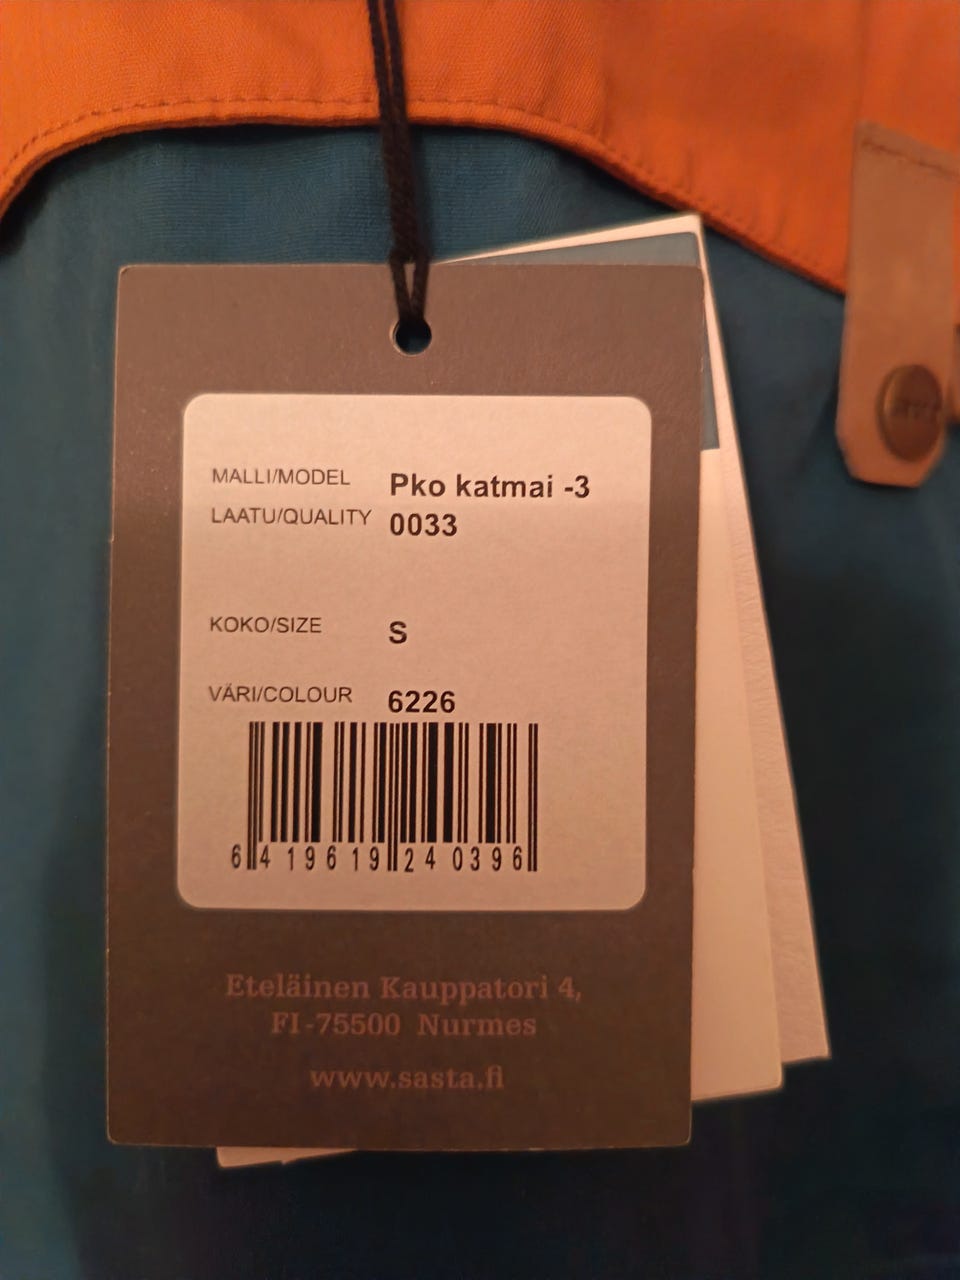 MALLI/MODEL Pko katmai -3
LAATU/QUALITY 0033
KOKO/SIZE S
VÄRI/COLOUR 6226
6 419619 240396
Eteläinen Kauppatori 4,
FI-75500 Nurmes
www.sasta.fi